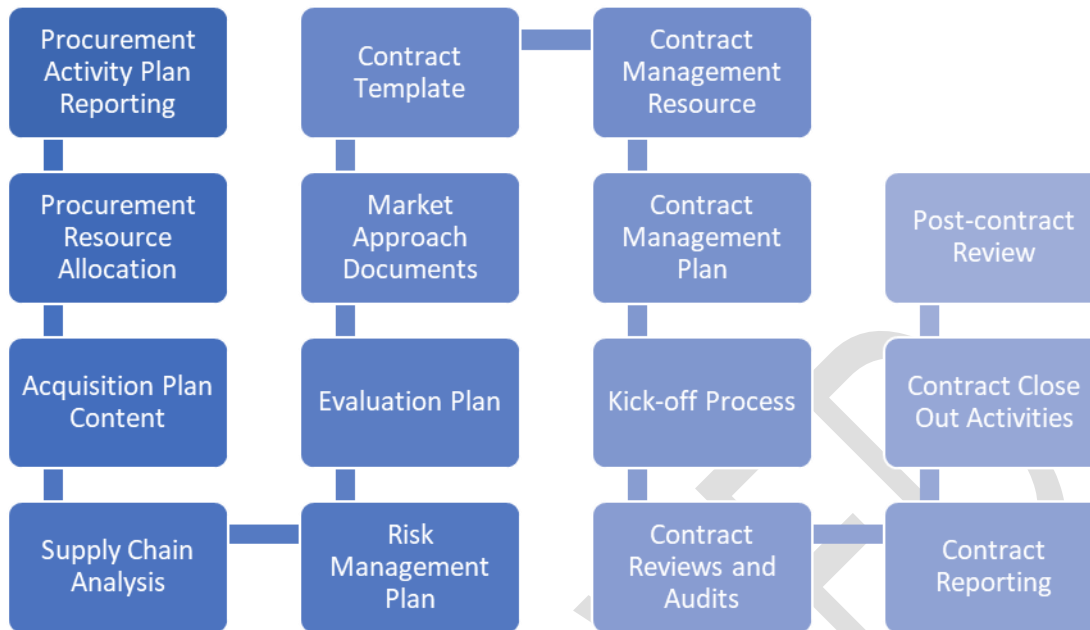 Procurement
Activity Plan
Reporting
Procurement
Resource
Allocation
Acquisition Plan
Content
Supply Chain
Analysis
Risk
Management
Plan
Evaluation Plan
Market
Approach
Documents
Contract
Template
Contract
Management
Resource
Contract
Management
Plan
Kick-off Process
Contract
Reviews and
Audits
Contract
Reporting
Contract Close
Out Activities
Post-contract
Review